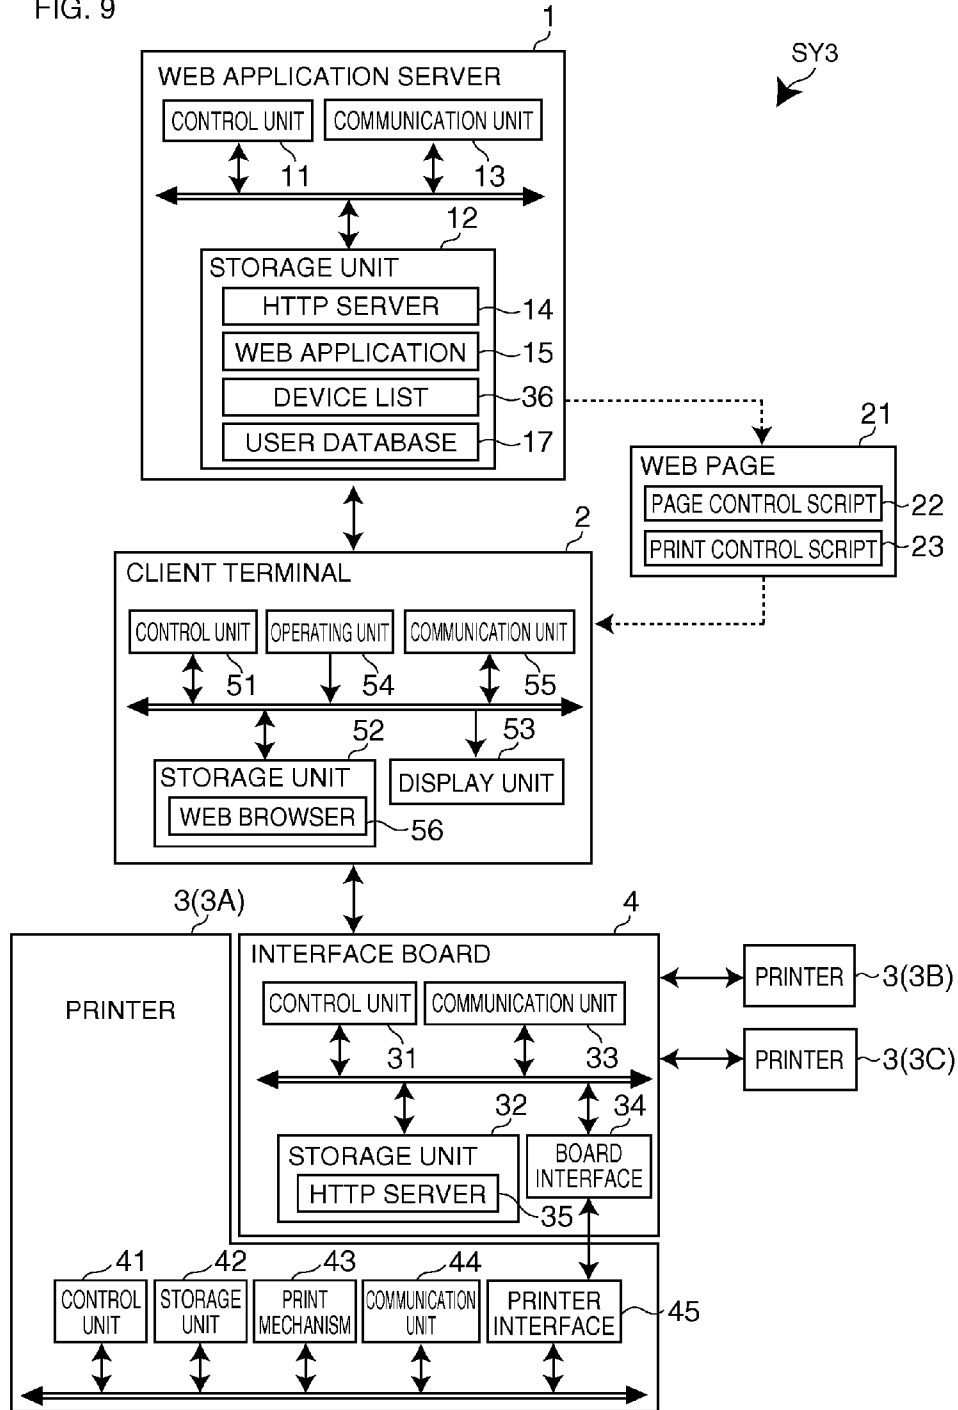 FIG. 9
1
SY3
WEB APPLICATION SERVER
CONTROL UNIT
COMMUNICATION UNIT
11
13
12
STORAGE UNIT
HTTP SERVER
14
WEB APPLICATION
15
DEVICE LIST
36
USER DATABASE
17
21
WEB PAGE
PAGE CONTROL SCRIPT
22
PRINT CONTROL SCRIPT
23
2
CLIENT TERMINAL
CONTROL UNIT
OPERATING UNIT
COMMUNICATION UNIT
51
54
55
52
53
STORAGE UNIT
DISPLAY UNIT
WEB BROWSER
56
3(3A)
4
PRINTER
INTERFACE BOARD
CONTROL UNIT
COMMUNICATION UNIT
31
33
PRINTER
3(3B)
PRINTER
3(3C)
32
34
STORAGE UNIT
HTTP SERVER
35
BOARD
INTERFACE
41
42
43
44
CONTROL
UNIT
STORAGE
UNIT
PRINT
MECHANISM
COMMUNICATION
UNIT
PRINTER
INTERFACE
45